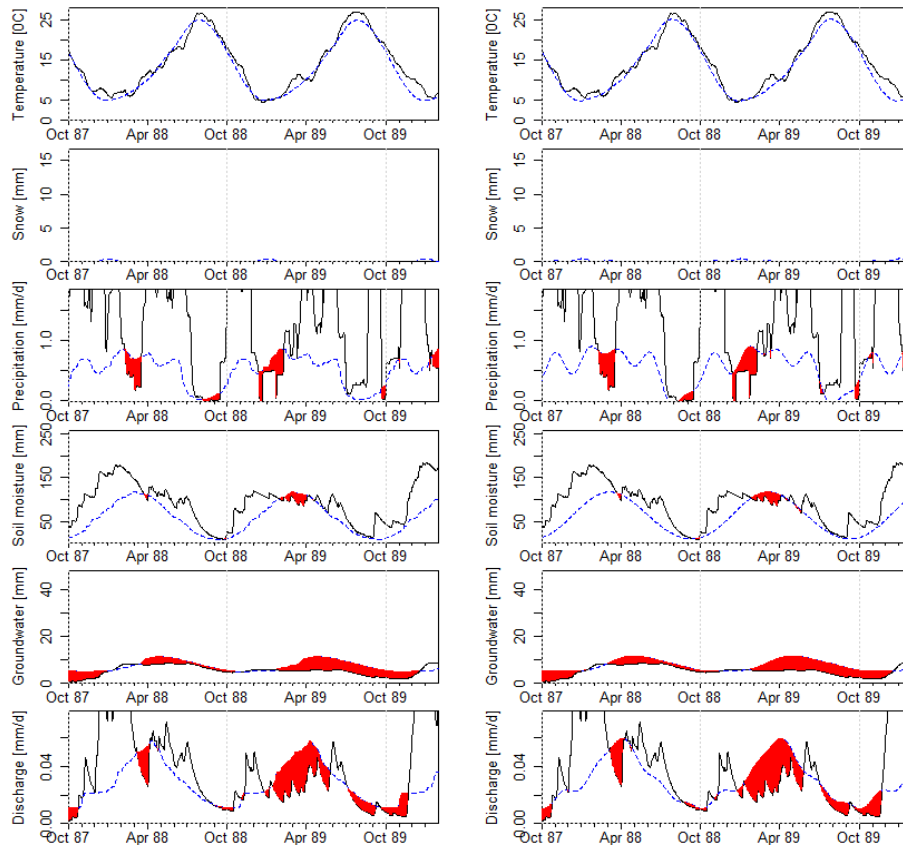 Temperature [0C]
0 5 15 25
Oct 87 Apr 88 Oct 88 Apr 89 Oct 89
Temperature [0C]
0 5 15 25
Oct 87 Apr 88 Oct 88 Apr 89 Oct 89
Snow [mm]
0 5 10 15
Oct 87 Apr 88 Oct 88 Apr 89 Oct 89
Snow [mm]
0 5 10 15
Oct 87 Apr 88 Oct 88 Apr 89 Oct 89
Precipitation [mm/d]
0.0 1.0
Oct 87 Apr 88 Oct 88 Apr 89 Oct 89
Precipitation [mm/d]
0.0 1.0
Oct 87 Apr 88 Oct 88 Apr 89 Oct 89
Soil moisture [mm]
50 150 250
Oct 87 Apr 88 Oct 88 Apr 89 Oct 89
Soil moisture [mm]
50 150 250
Oct 87 Apr 88 Oct 88 Apr 89 Oct 89
Groundwater [mm]
0 20 40
Oct 87 Apr 88 Oct 88 Apr 89 Oct 89
Groundwater [mm]
0 20 40
Oct 87 Apr 88 Oct 88 Apr 89 Oct 89
Discharge [mm/d]
0.00 0.04
Oct 87 Apr 88 Oct 88 Apr 89 Oct 89
Discharge [mm/d]
0.00 0.04
Oct 87 Apr 88 Oct 88 Apr 89 Oct 89